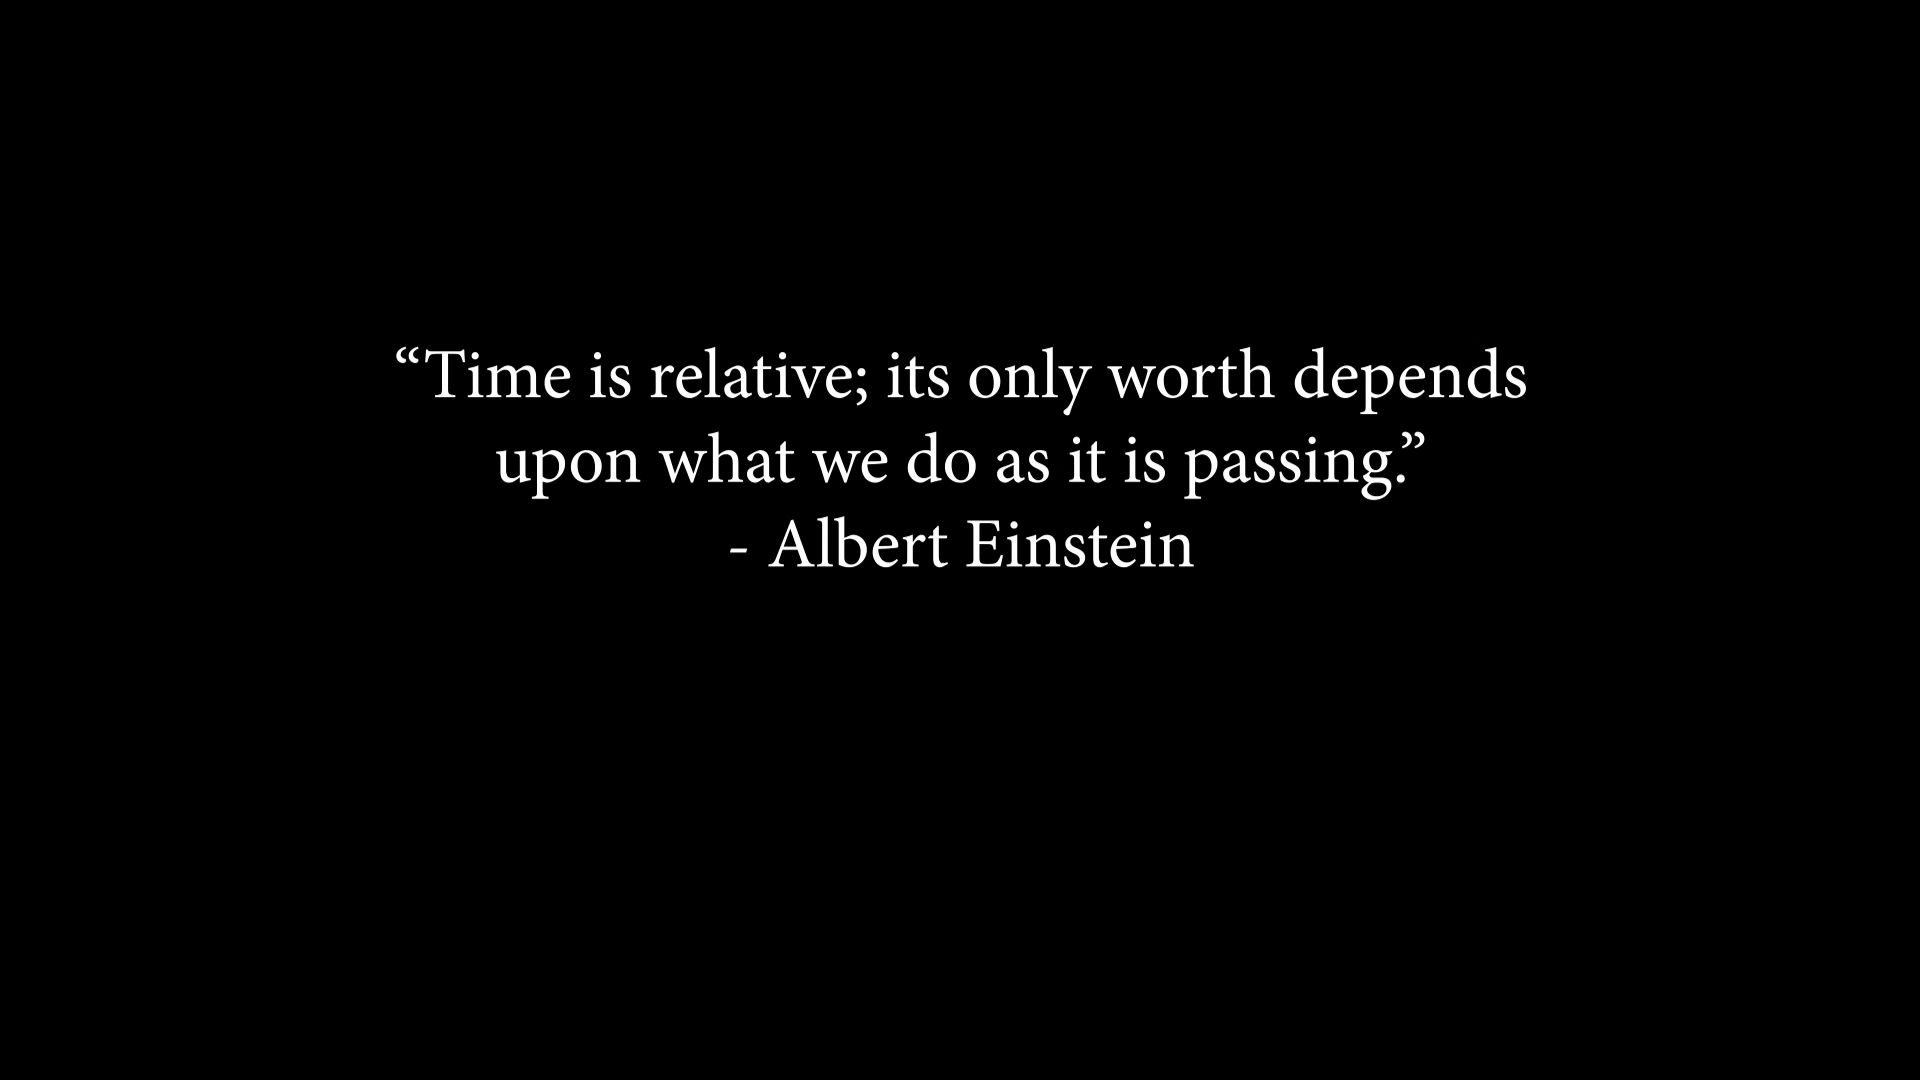 “Time is relative; its only worth depends
upon what we do as it is passing.”
- Albert Einstein